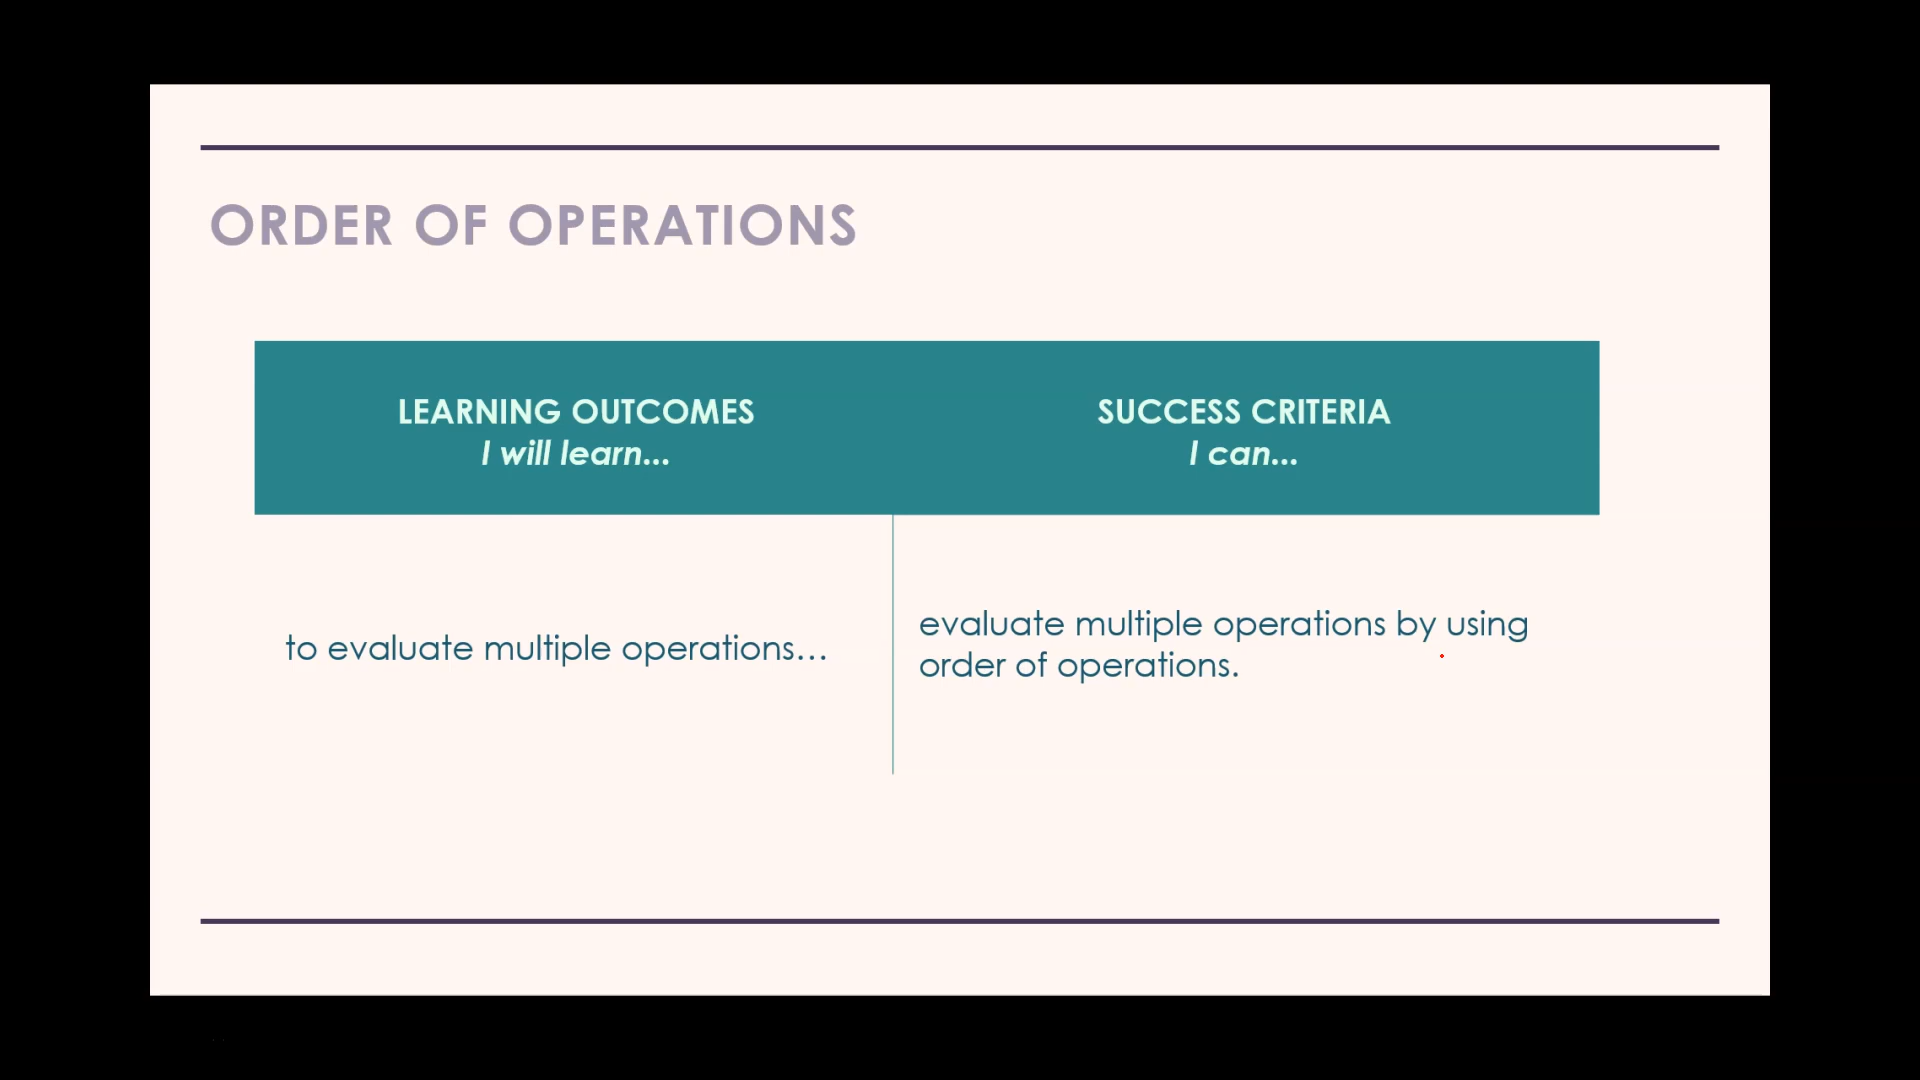 ORDER OF OPERATIONS
LEARNING OUTCOMES
I will learn...
SUCCESS CRITERIA
I can...
to evaluate multiple operations...
evaluate multiple operations by using
order of operations.